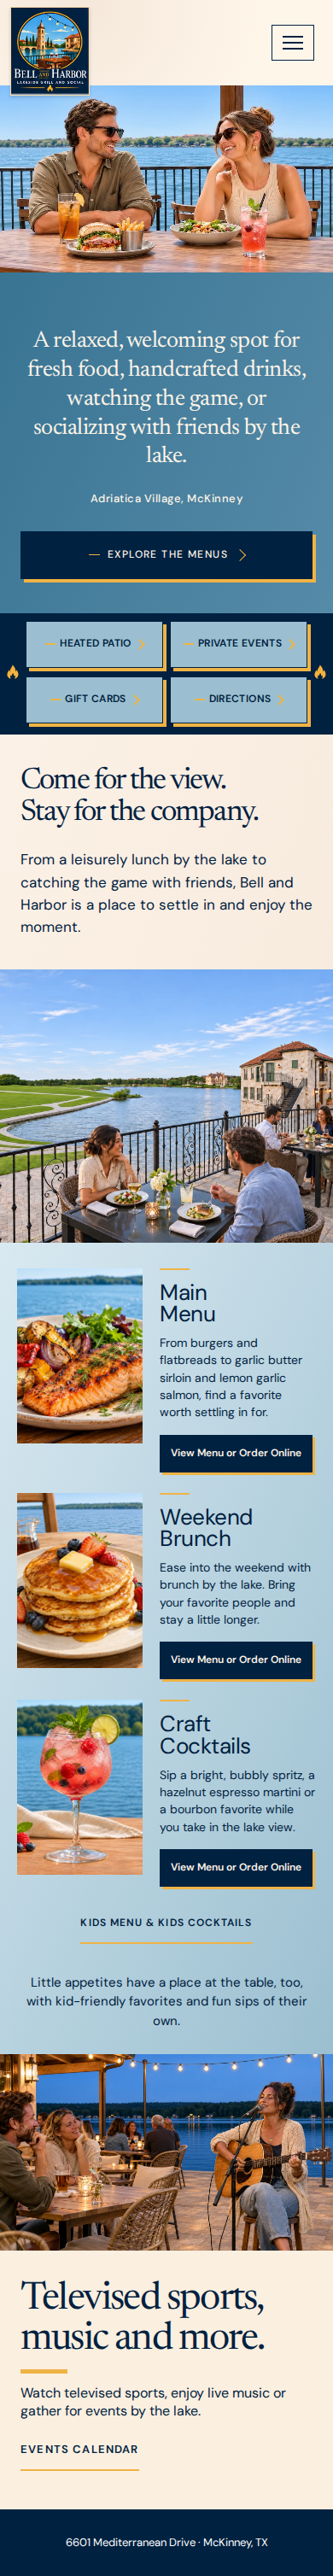 BELL AND HARBOR
LAKESIDE GRILL AND SOCIAL
A relaxed, welcoming spot for
fresh food, handcrafted drinks,
watching the game, or
socializing with friends by the
lake.
Adriatica Village, McKinney
EXPLORE THE MENUS
HEATED PATIO
PRIVATE EVENTS
GIFT CARDS
DIRECTIONS
Come for the view.
Stay for the company.
From a leisurely lunch by the lake to
catching the game with friends, Bell and
Harbor is a place to settle in and enjoy the
moment.
Main
Menu
From burgers and
flatbreads to garlic butter
sirloin and lemon garlic
salmon, find a favorite
worth settling in for.
View Menu or Order Online
Weekend
Brunch
Ease into the weekend with
brunch by the lake. Bring
your favorite people and
stay a little longer.
View Menu or Order Online
Craft
Cocktails
Sip a bright, bubbly spritz, a
hazelnut espresso martini or
a bourbon favorite while
you take in the lake view.
View Menu or Order Online
KIDS MENU & KIDS COCKTAILS
Little appetites have a place at the table, too,
with kid-friendly favorites and fun sips of their
own.
Televised sports,
music and more.
Watch televised sports, enjoy live music or
gather for events by the lake.
EVENTS CALENDAR
6601 Mediterranean Drive · McKinney, TX